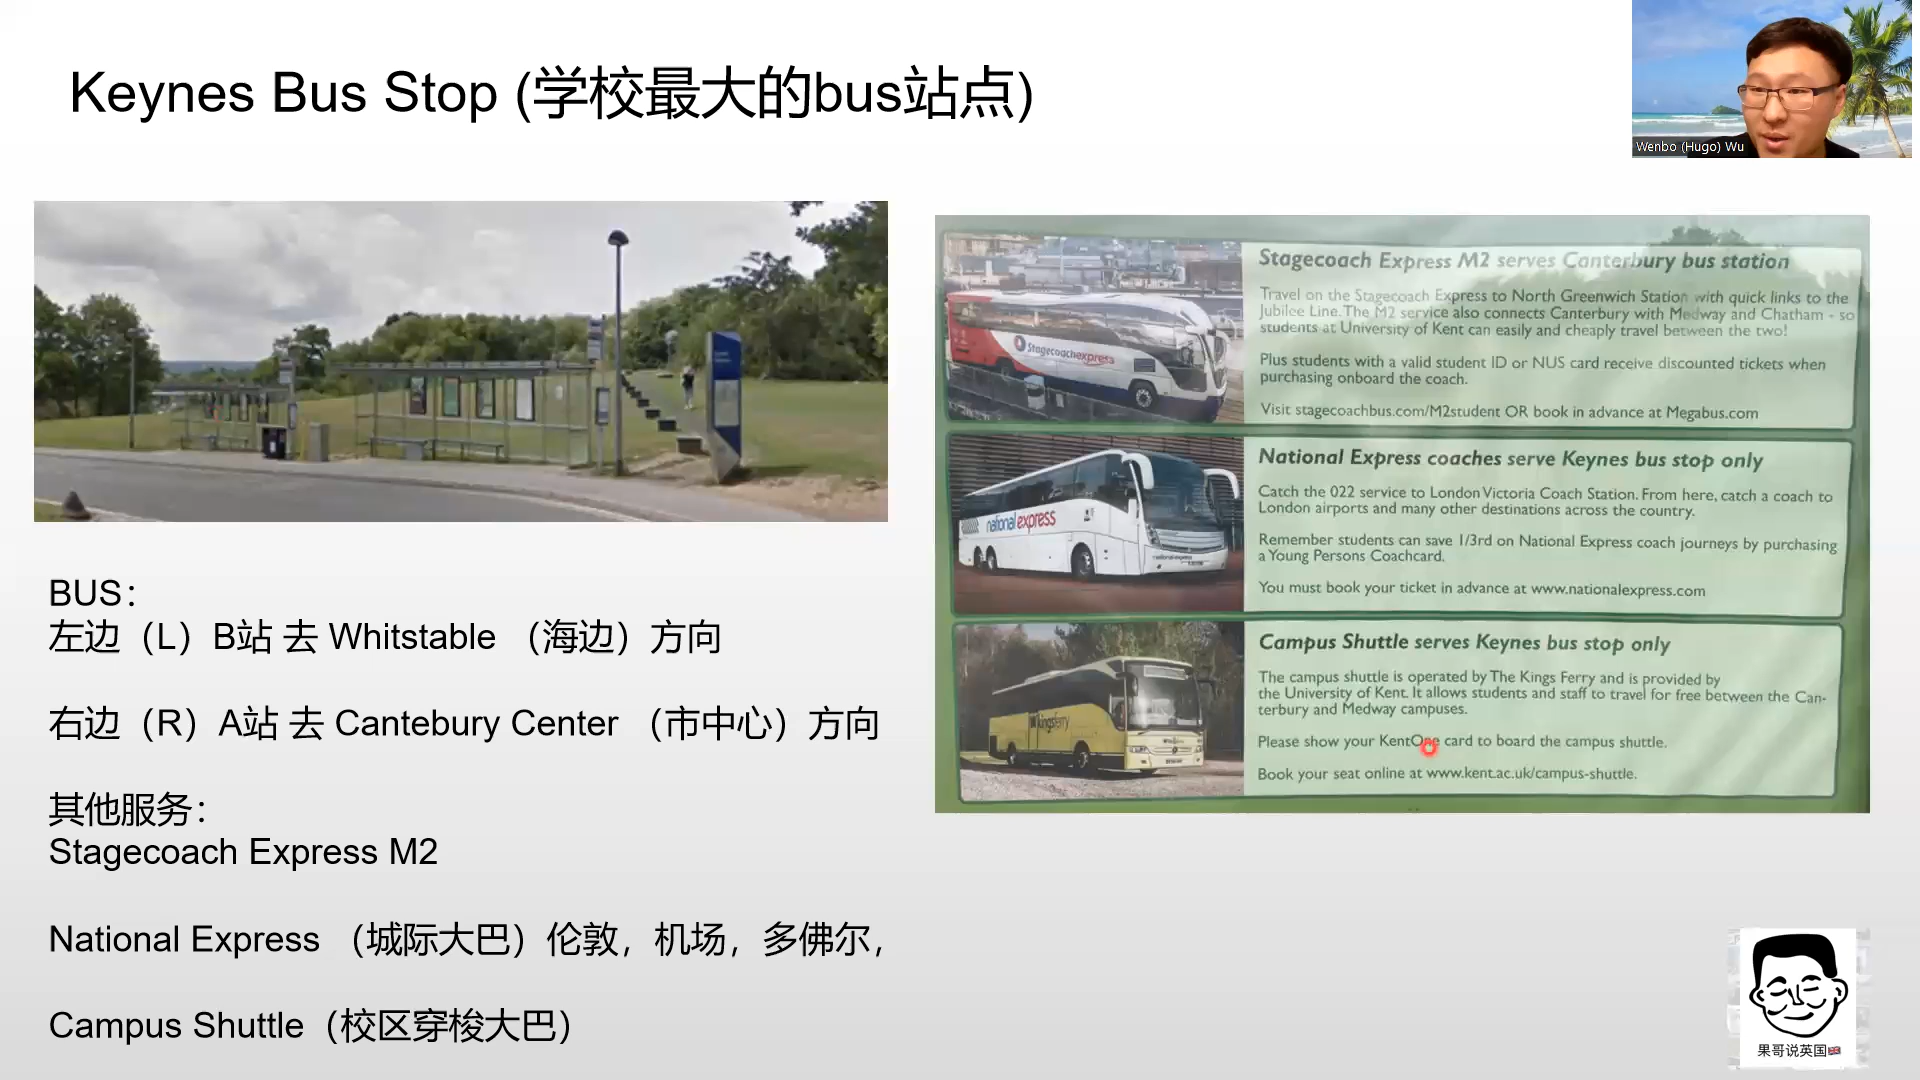 Keynes Bus Stop (学校最大的bus站点)
Wenbo (Hugo) Wu
Stagecoach Express M2 serves Canterbury bus station
Travel on the Stagecoach Express to North Greenwich Station with quick links to the
Jubilee Line. The M2 service also connects Canterbury with Medway and Chatham - so
students at University of Kent can easily and cheaply travel between the two!
Plus students with a valid student ID or NUS card receive discounted tickets when
purchasing onboard the coach.
Visit stagecoachbus.com/M2student OR book in advance at Megabus.com
Stagecoachexpress
National Express coaches serve Keynes bus stop only
Catch the 022 service to London Victoria Coach Station. From here, catch a coach to
London airports and many other destinations across the country.
Remember students can save 1/3rd on National Express coach journeys by purchasing
a Young Persons Coachcard.
You must book your ticket in advance at www.nationalexpress.com
national express
Campus Shuttle serves Keynes bus stop only
The campus shuttle is operated by The Kings Ferry and is provided by
the University of Kent. It allows students and staff to travel for free between the Can-
terbury and Medway campuses.
Please show your KentOne card to board the campus shuttle.
Book your seat online at www.kent.ac.uk/campus-shuttle.
kingsferry
BUS：
左边（L）B站 去 Whitstable （海边）方向
右边（R）A站 去 Cantebury Center （市中心）方向
其他服务：
Stagecoach Express M2
National Express （城际大巴）伦敦，机场，多佛尔，
Campus Shuttle（校区穿梭大巴）
果哥说英国